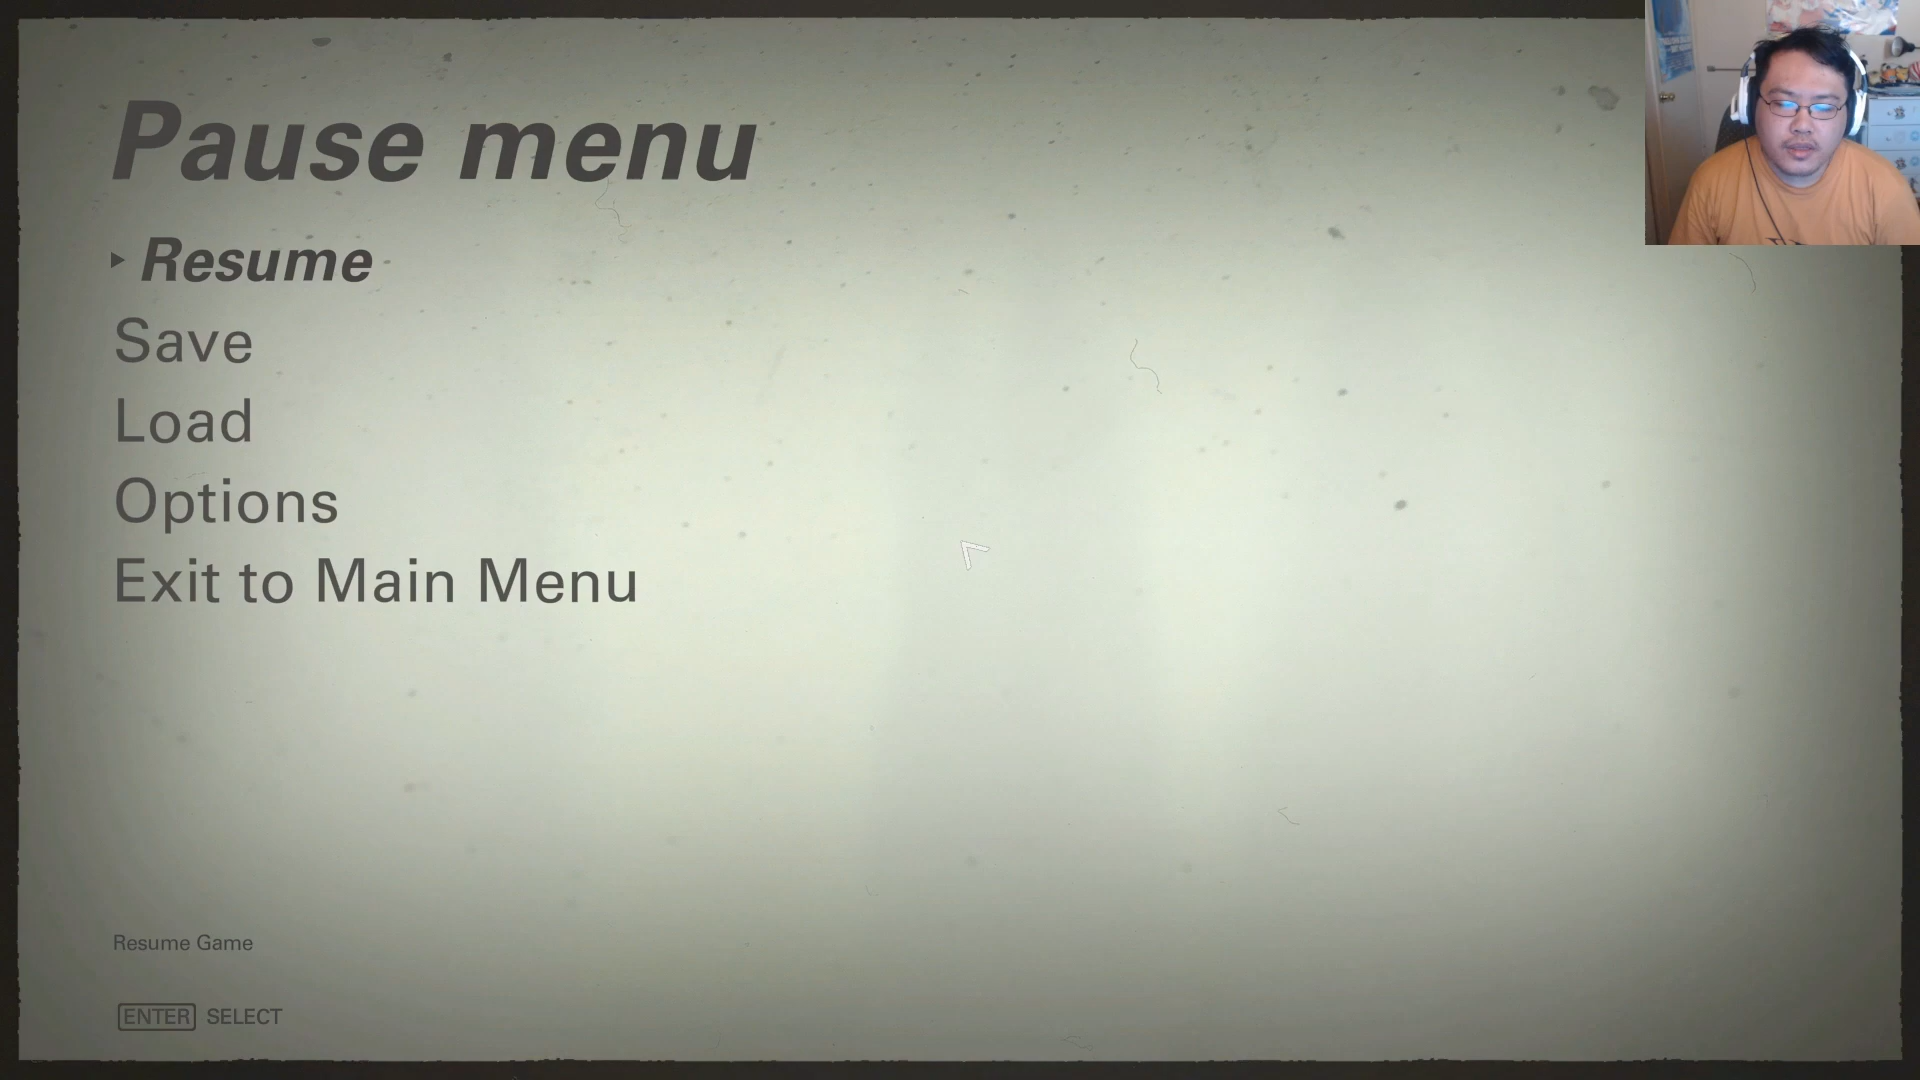 Pause menu
Resume
Save
Load
Options
Exit to Main Menu
Resume Game
ENTER SELECT